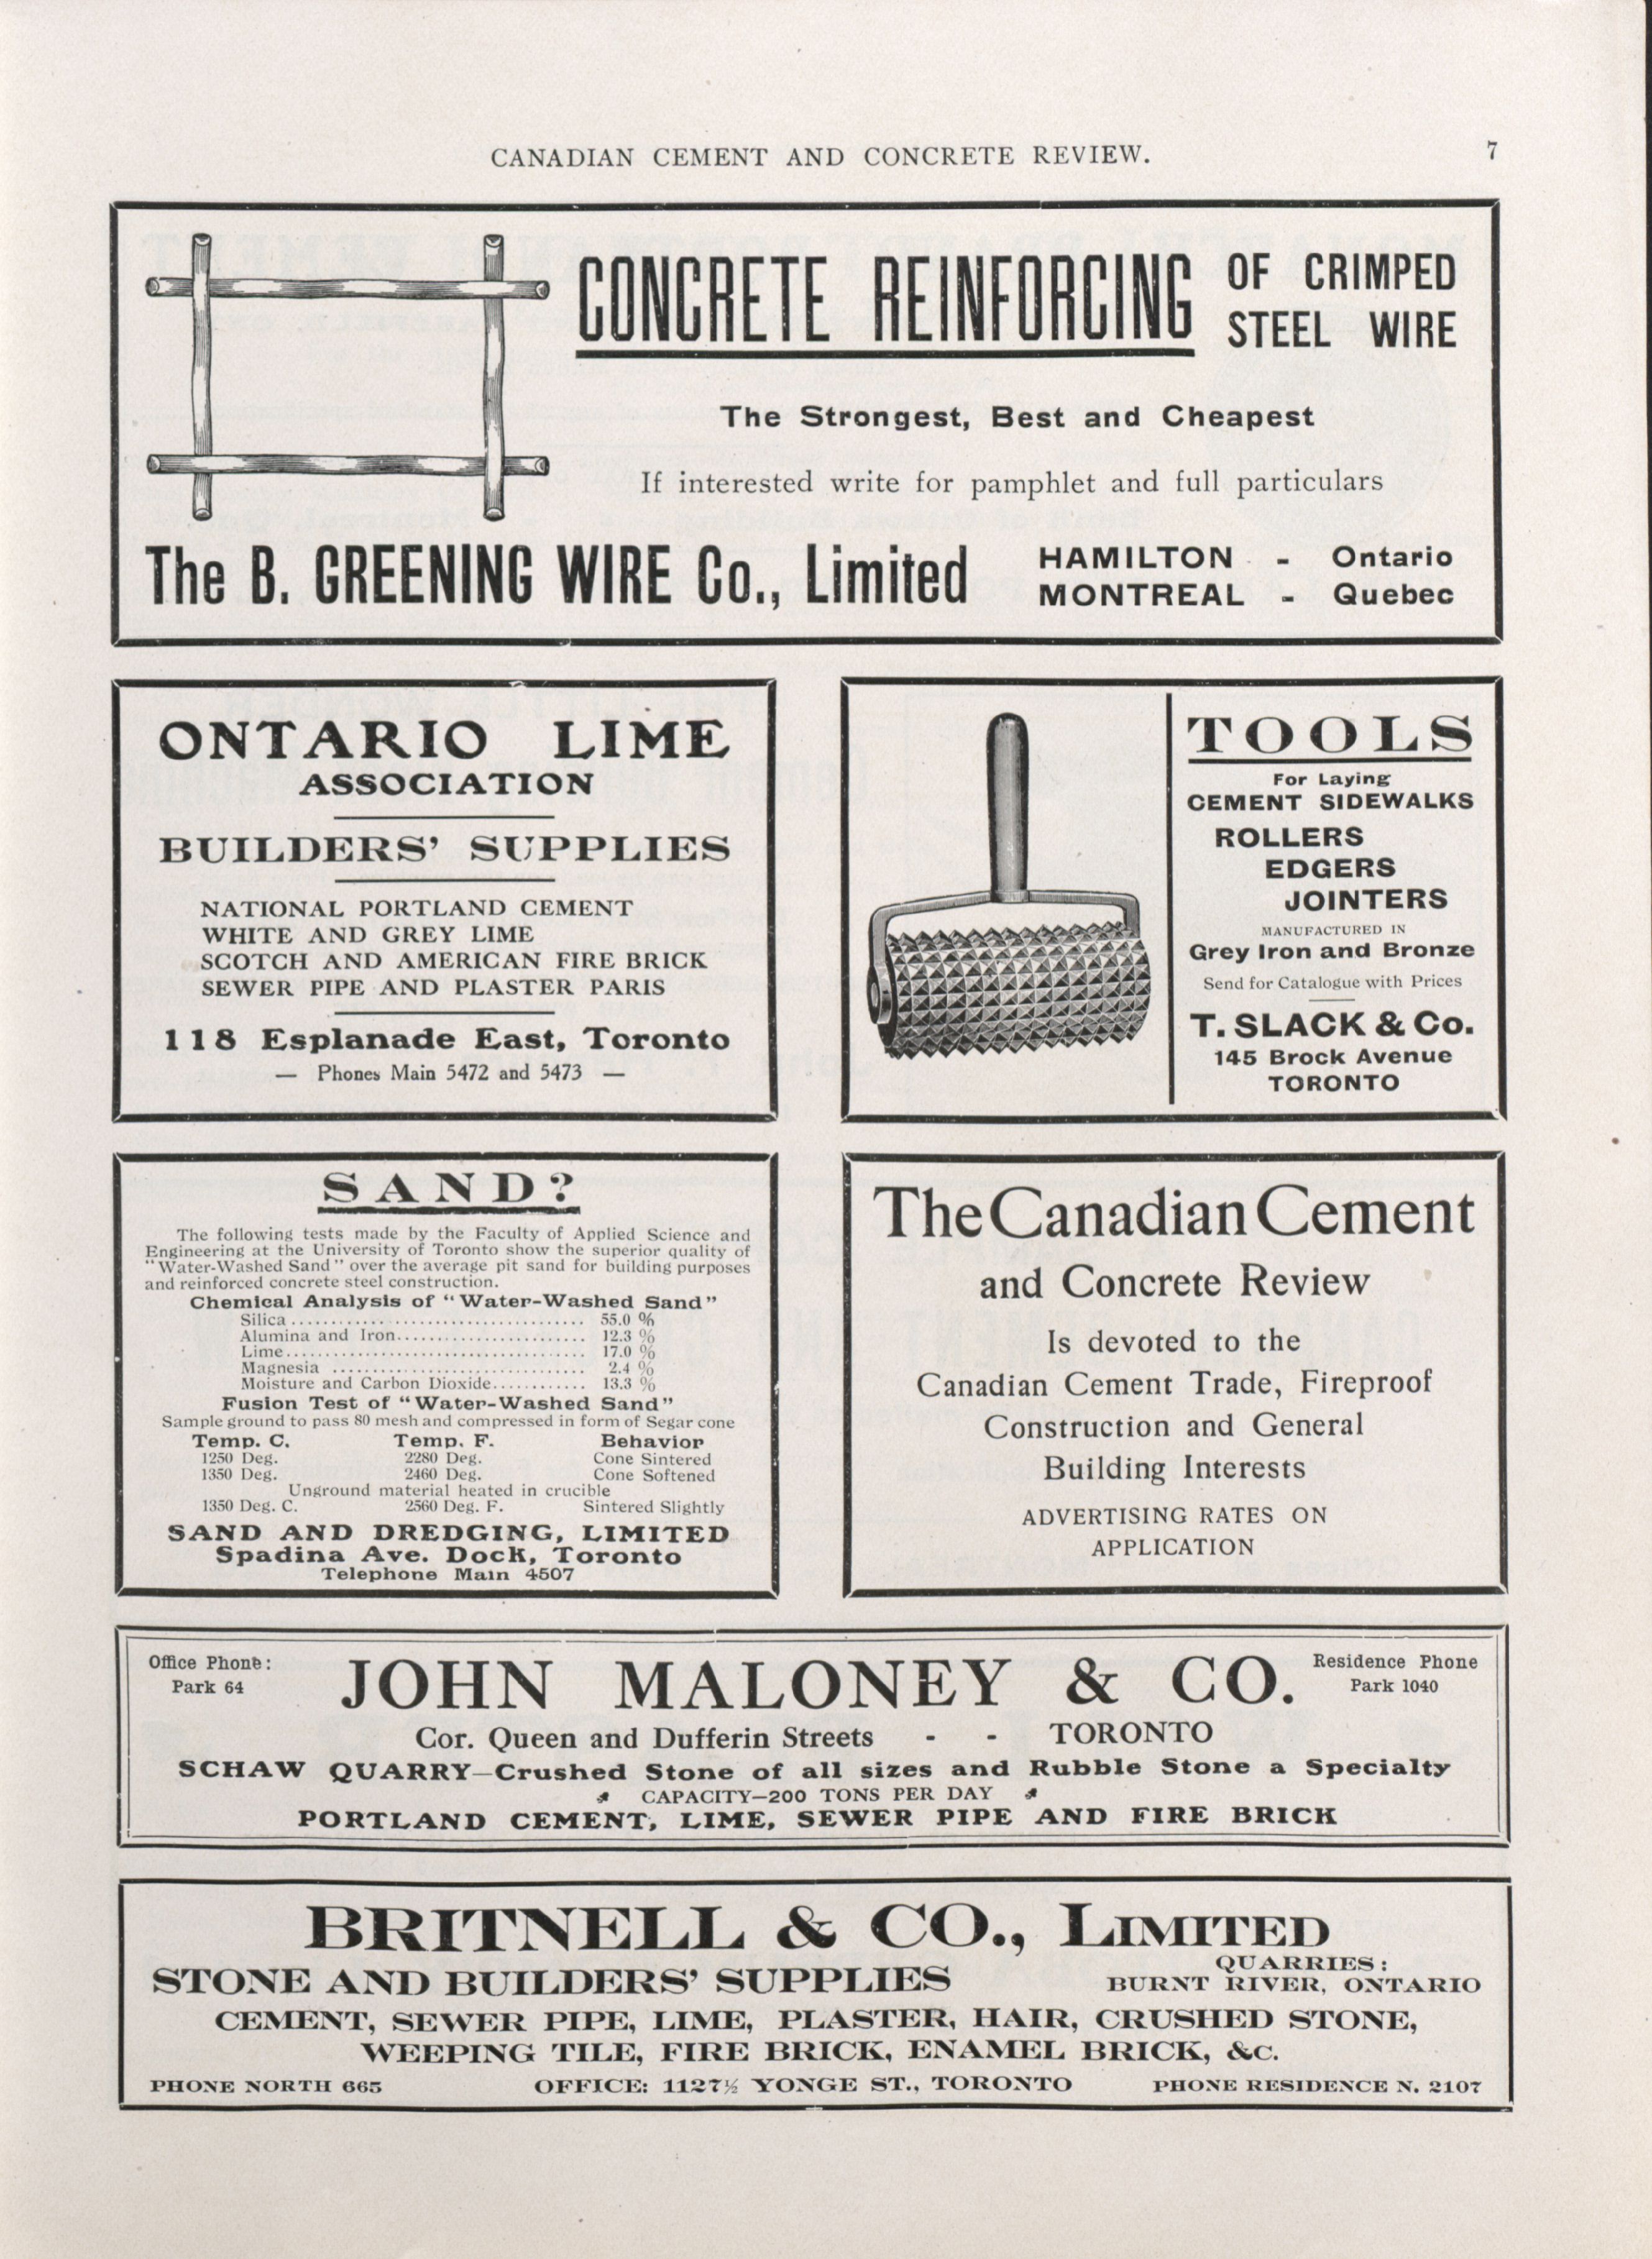 CANADIAN CEMENT AND CONCRETE REVIEW.
7
CONCRETE REINFORCING
OF CRIMPED
STEEL WIRE
The Strongest, Best and Cheapest
If interested write for pamphlet and full particulars
The B. GREENING WIRE Co., Limited
HAMILTON - Ontario
MONTREAL - Quebec
ONTARIO LIME
ASSOCIATION
BUILDERS' SUPPLIES
NATIONAL PORTLAND CEMENT
WHITE AND GREY LIME
SCOTCH AND AMERICAN FIRE BRICK
SEWER PIPE AND PLASTER PARIS
118 Esplanade East, Toronto
— Phones Main 5472 and 5473 —
TOOLS
For Laying
CEMENT SIDEWALKS
ROLLERS
EDGERS
JOINTERS
MANUFACTURED IN
Grey Iron and Bronze
Send for Catalogue with Prices
T. SLACK & Co.
145 Brock Avenue
TORONTO
SAND?
The following tests made by the Faculty of Applied Science and
Engineering at the University of Toronto show the superior quality of
"Water-Washed Sand" over the average pit sand for building purposes
and reinforced concrete steel construction.
Chemical Analysis of "Water-Washed Sand"
Silica .................................... 55.0 %
Alumina and Iron....................... 12.3 %
Lime..................................... 17.0 %
Magnesia ............................... 2.4 %
Moisture and Carbon Dioxide............ 13.3 %
Fusion Test of "Water-Washed Sand"
Sample ground to pass 80 mesh and compressed in form of Segar cone
Temp. C. Temp. F. Behavior
1250 Deg. 2280 Deg. Cone Sintered
1350 Deg. 2460 Deg. Cone Softened
Unground material heated in crucible
1350 Deg. C. 2560 Deg. F. Sintered Slightly
SAND AND DREDGING, LIMITED
Spadina Ave. Dock, Toronto
Telephone Main 4507
The Canadian Cement
and Concrete Review
Is devoted to the
Canadian Cement Trade, Fireproof
Construction and General
Building Interests
ADVERTISING RATES ON
APPLICATION
Office Phone:
Park 64
JOHN MALONEY & CO.
Residence Phone
Park 1040
Cor. Queen and Dufferin Streets - - TORONTO
SCHAW QUARRY—Crushed Stone of all sizes and Rubble Stone a Specialty
CAPACITY—200 TONS PER DAY
PORTLAND CEMENT, LIME, SEWER PIPE AND FIRE BRICK
BRITNELL & CO., LIMITED
STONE AND BUILDERS' SUPPLIES
QUARRIES:
BURNT RIVER, ONTARIO
CEMENT, SEWER PIPE, LIME, PLASTER, HAIR, CRUSHED STONE,
WEEPING TILE, FIRE BRICK, ENAMEL BRICK, &c.
PHONE NORTH 665 OFFICE: 1127½ YONGE ST., TORONTO PHONE RESIDENCE N. 2107